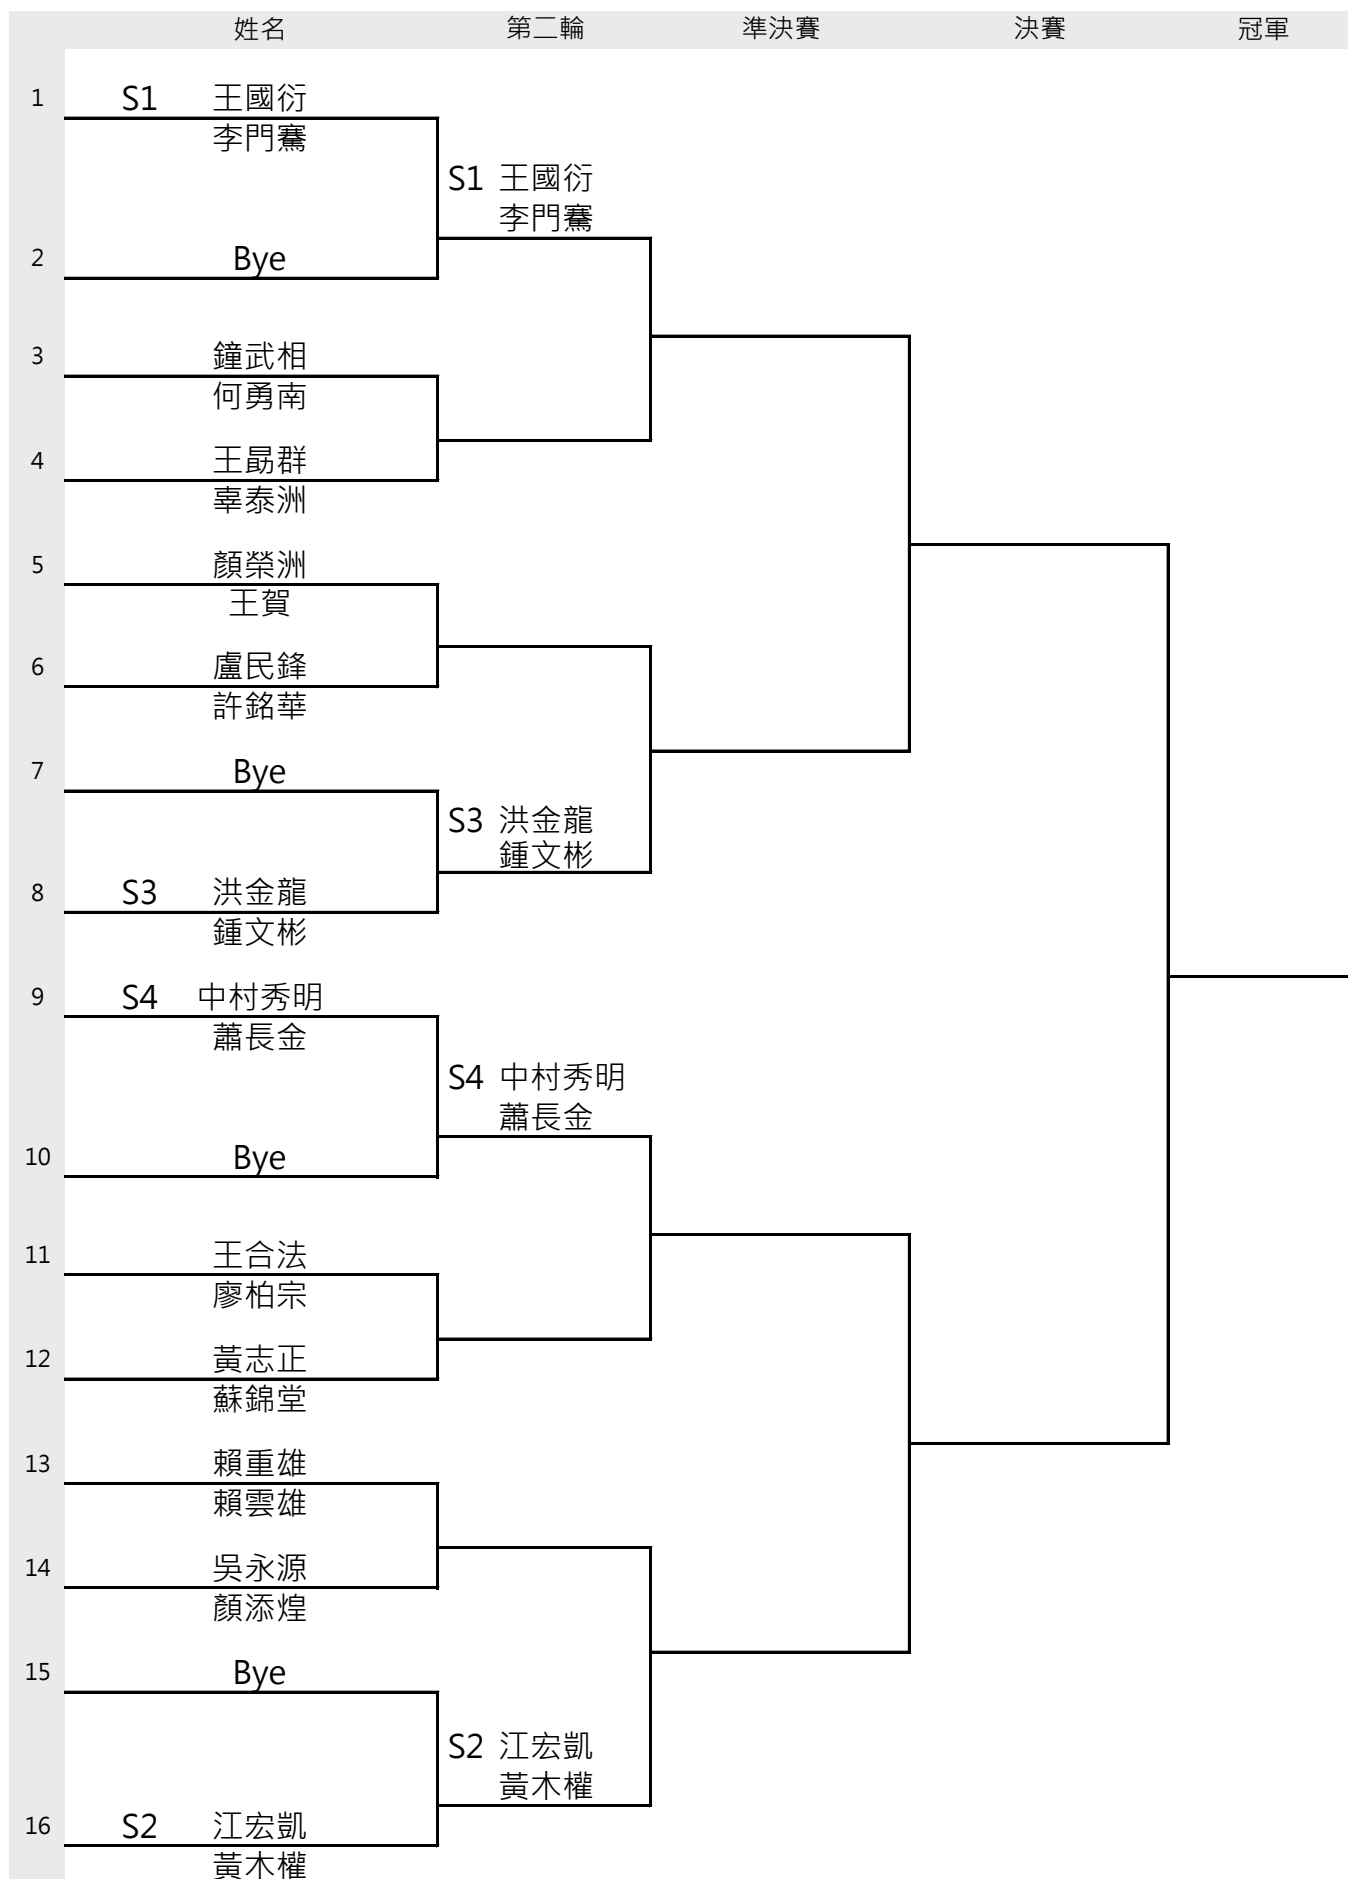 姓名 第二輪 準決賽 決賽 冠軍
1 S1 王國衍
李門騫
S1 王國衍
李門騫
2 Bye
3 鐘武相
何勇南
4 王勗群
辜泰洲
5 顏榮洲
王賀
6 盧民鋒
許銘華
7 Bye
S3 洪金龍
鍾文彬
8 S3 洪金龍
鍾文彬
9 S4 中村秀明
蕭長金
S4 中村秀明
蕭長金
10 Bye
11 王合法
廖柏宗
12 黃志正
蘇錦堂
13 賴重雄
賴雲雄
14 吳永源
顏添煌
15 Bye
S2 江宏凱
黃木權
16 S2 江宏凱
黃木權